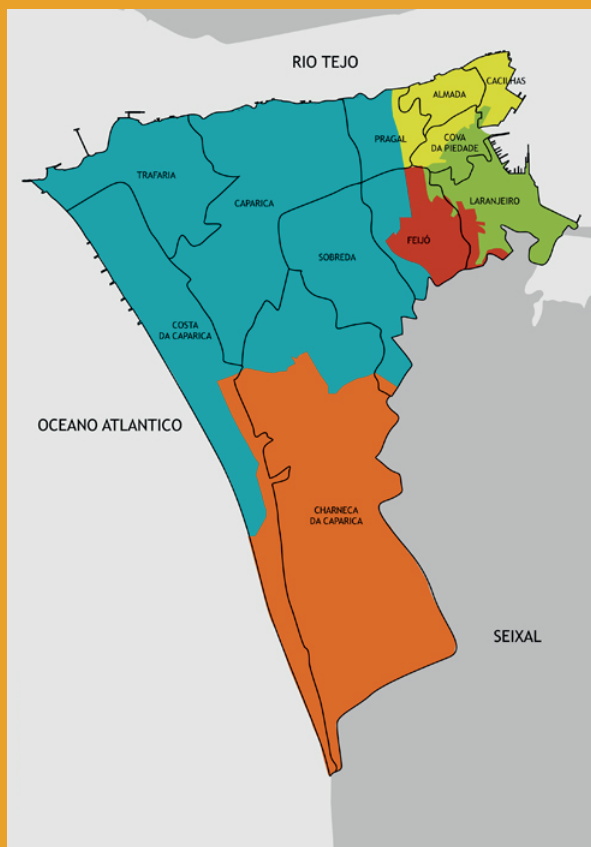 RIO TEJO
CACILHAS
ALMADA
PRAGAL
COVA
DA PIEDADE
TRAFARIA
CAPARICA
LARANJEIRO
FEIJÓ
SOBREDA
COSTA
DA CAPARICA
OCEANO ATLANTICO
CHARNECA
DA CAPARICA
SEIXAL